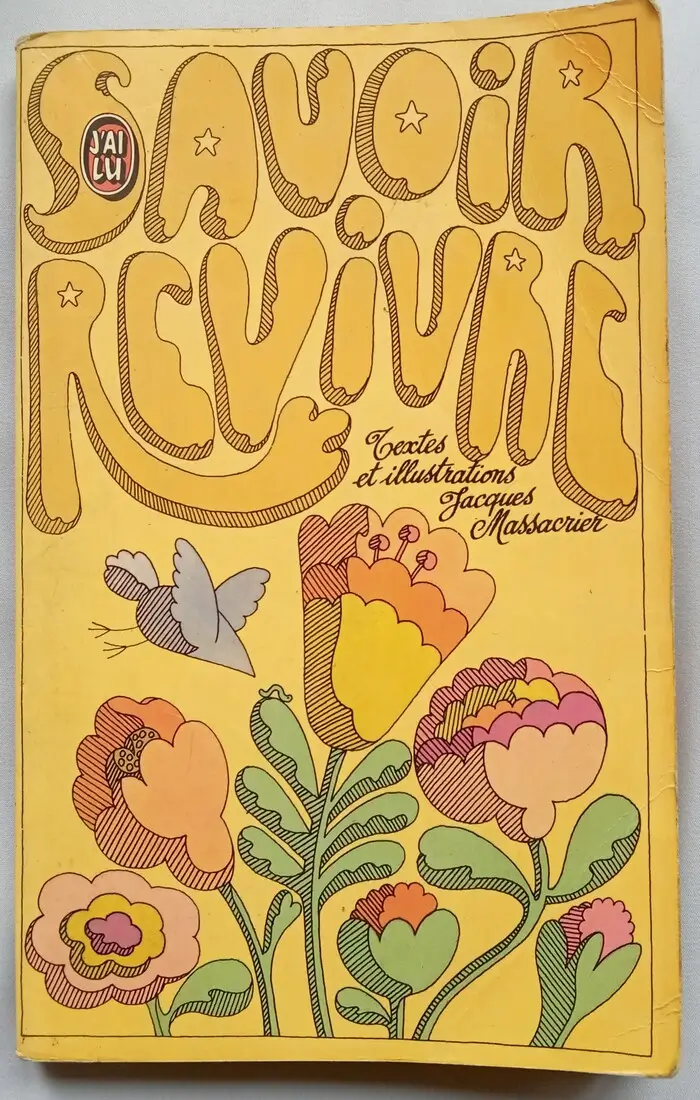 SAVOIR
J'AI
LU
REVIVRE
Textes
et illustrations
Jacques
Massacrier